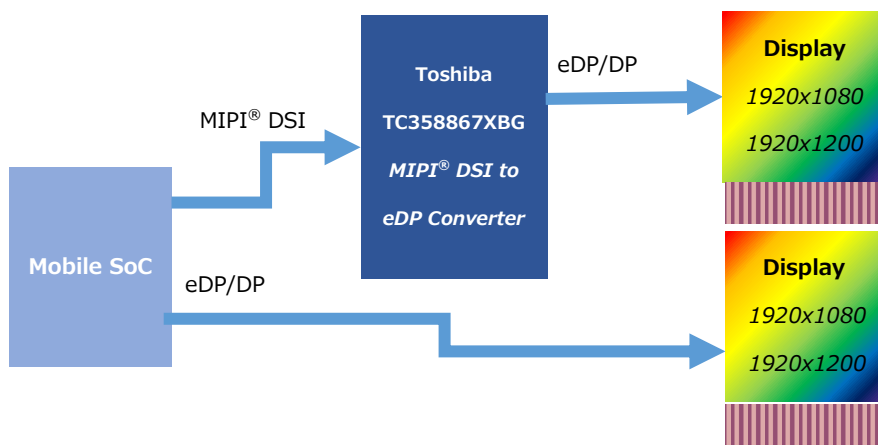 Mobile SoC
MIPI® DSI
eDP/DP
Toshiba
TC358867XBG
MIPI® DSI to
eDP Converter
eDP/DP
Display
1920x1080
1920x1200
Display
1920x1080
1920x1200